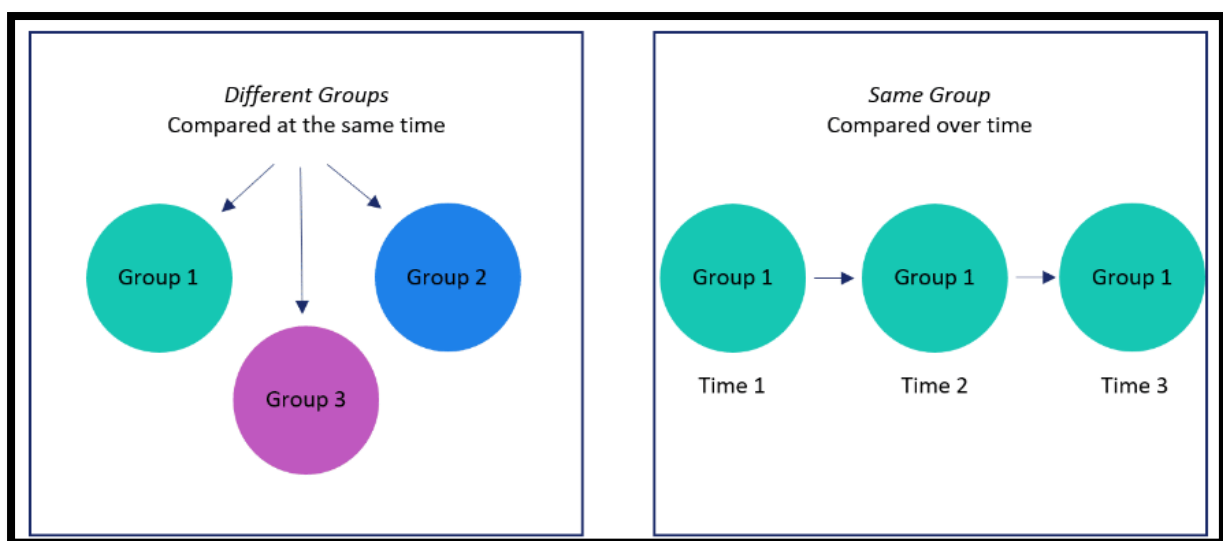 Different Groups
Compared at the same time
Group 1
Group 2
Group 3
Same Group
Compared over time
Group 1
Group 1
Group 1
Time 1
Time 2
Time 3